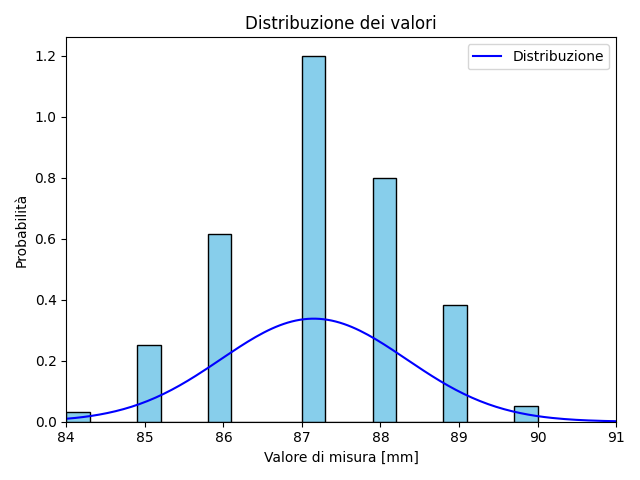 Distribuzione dei valori
Distribuzione
Probabilità
1.2
1.0
0.8
0.6
0.4
0.2
0.0
84 85 86 87 88 89 90 91
Valore di misura [mm]